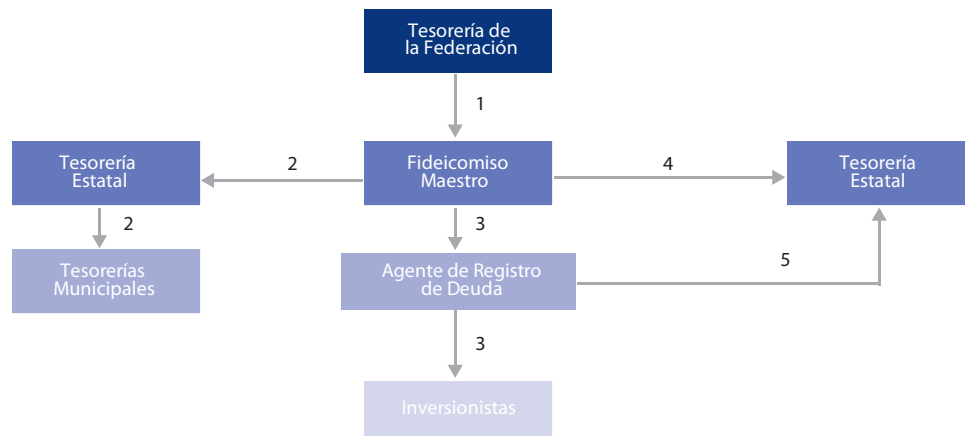 Tesorería de
la Federación
1
Tesorería
Estatal
2
Fideicomiso
Maestro
4
Tesorería
Estatal
2
3
Tesorerías
Municipales
Agente de Registro
de Deuda
5
3
Inversionistas